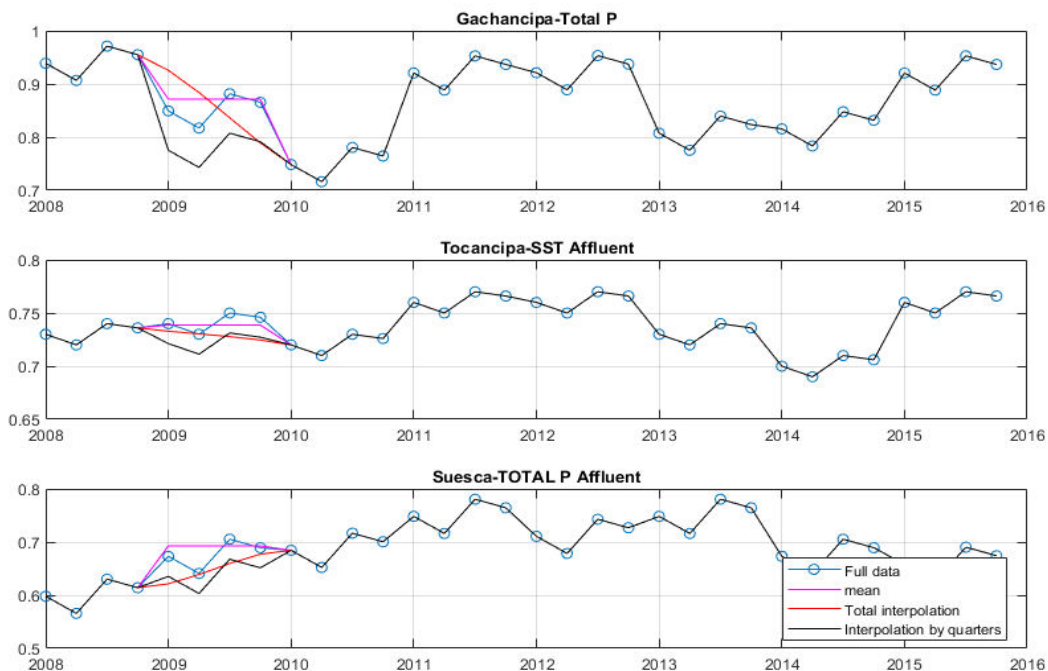 Gachancipa-Total P
1
0.9
0.8
0.7
2008 2009 2010 2011 2012 2013 2014 2015 2016
Tocancipa-SST Affluent
0.8
0.75
0.7
0.65
2008 2009 2010 2011 2012 2013 2014 2015 2016
Suesca-TOTAL P Affluent
0.8
0.7
0.6
0.5
Full data
mean
Total interpolation
Interpolation by quarters
2008 2009 2010 2011 2012 2013 2014 2015 2016